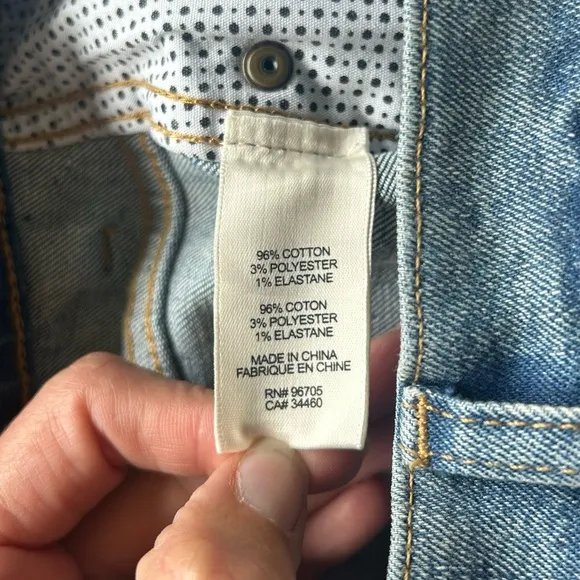 96% COTTON
3% POLYESTER
1% ELASTANE
96% COTON
3% POLYESTER
1% ELASTANE
MADE IN CHINA
FABRIQUE EN CHINE
RN# 96705
CA# 34460